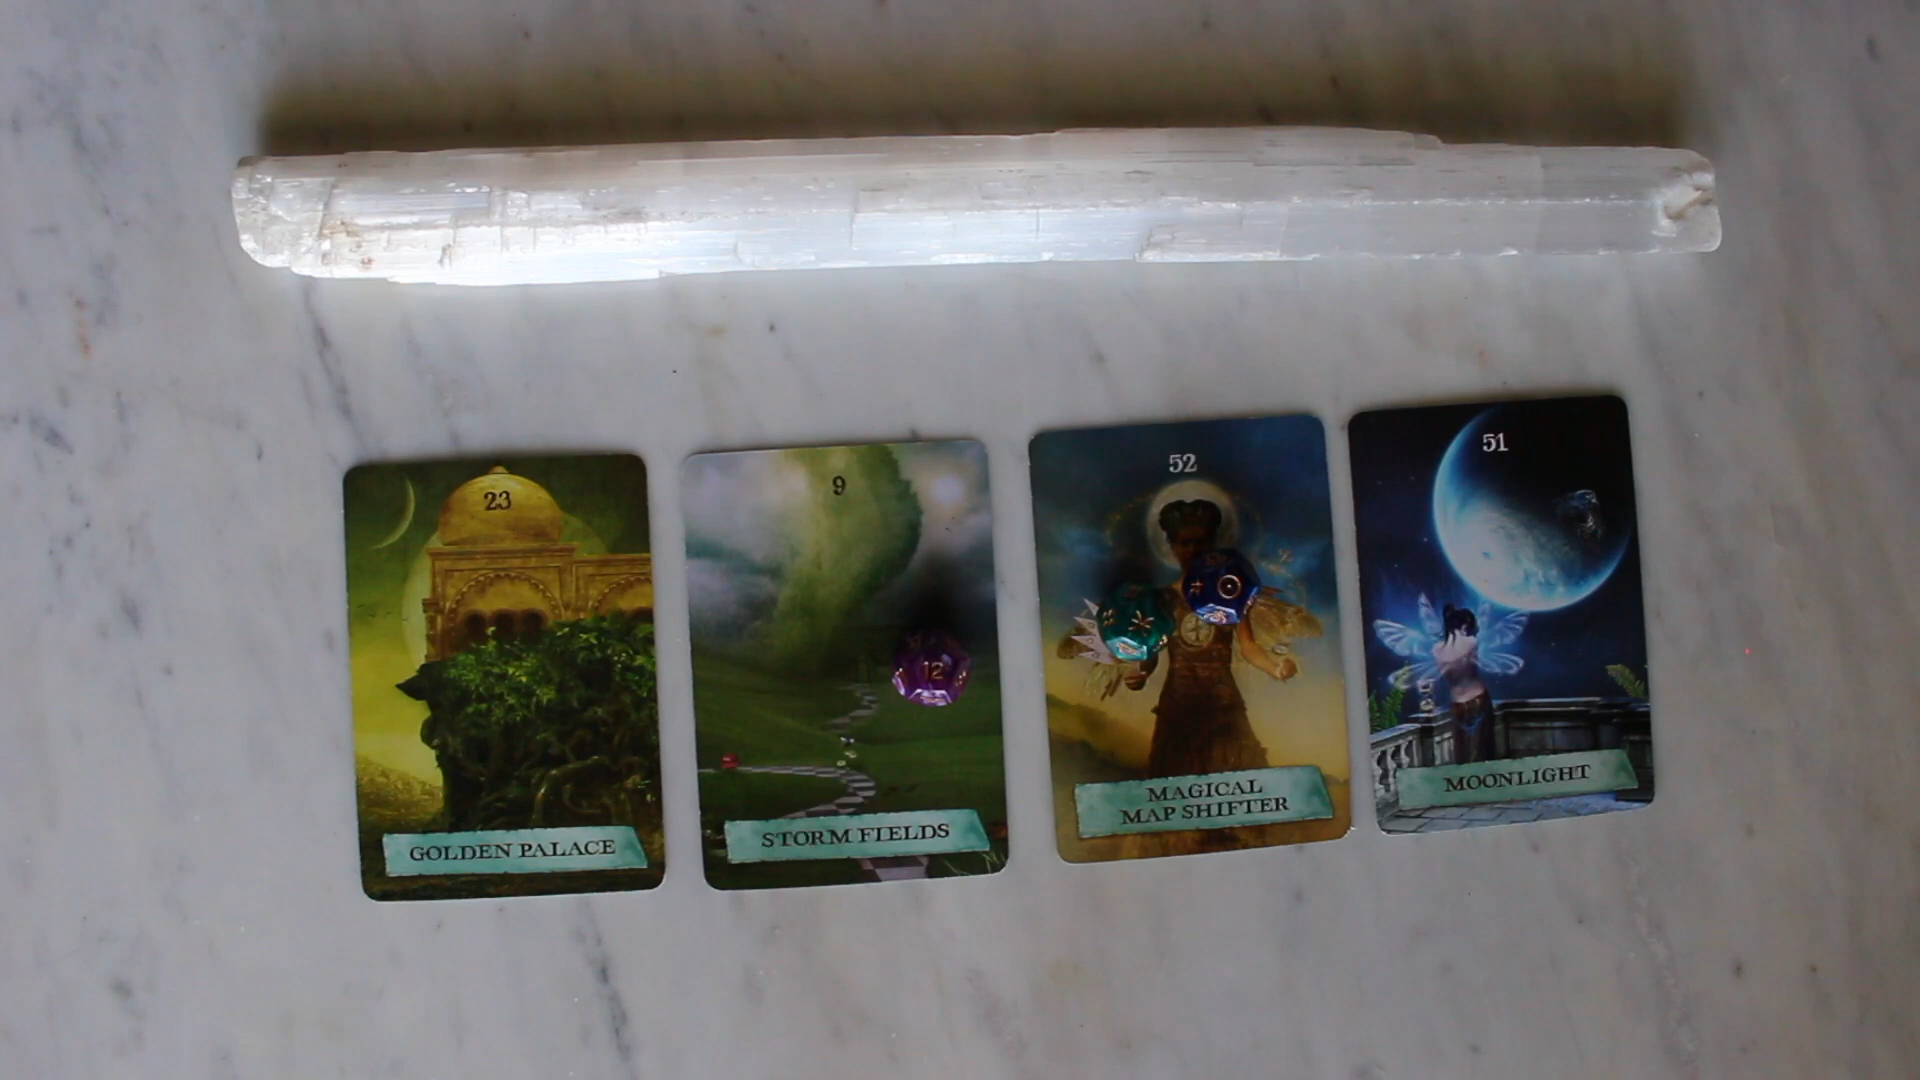 23
GOLDEN PALACE
9
12
STORM FIELDS
52
MAGICAL
MAP SHIFTER
51
MOONLIGHT